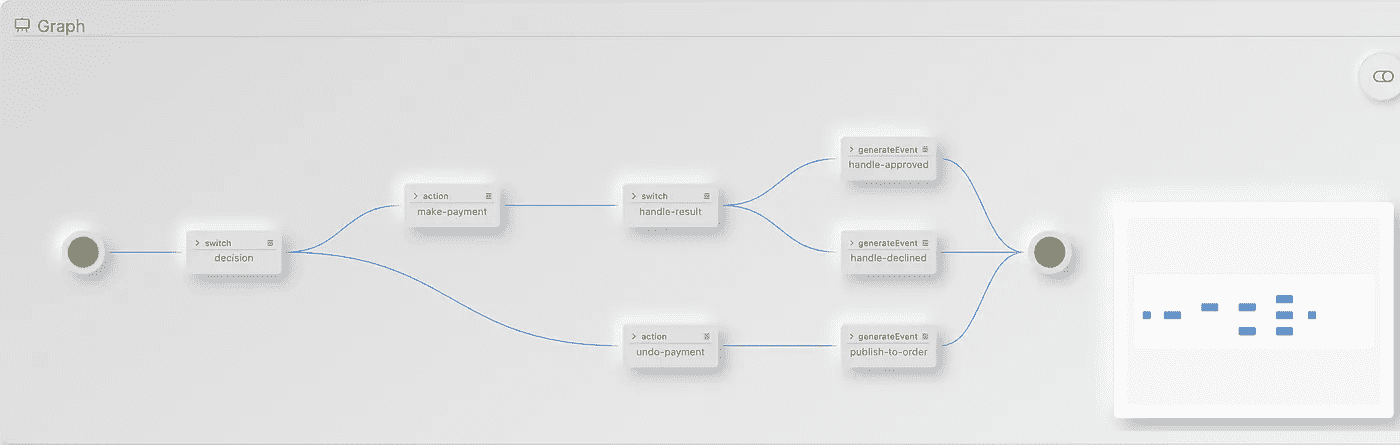 Graph
generateEvent
handle-approved
action
make-payment
switch
handle-result
switch
decision
generateEvent
handle-declined
action
undo-payment
generateEvent
publish-to-order